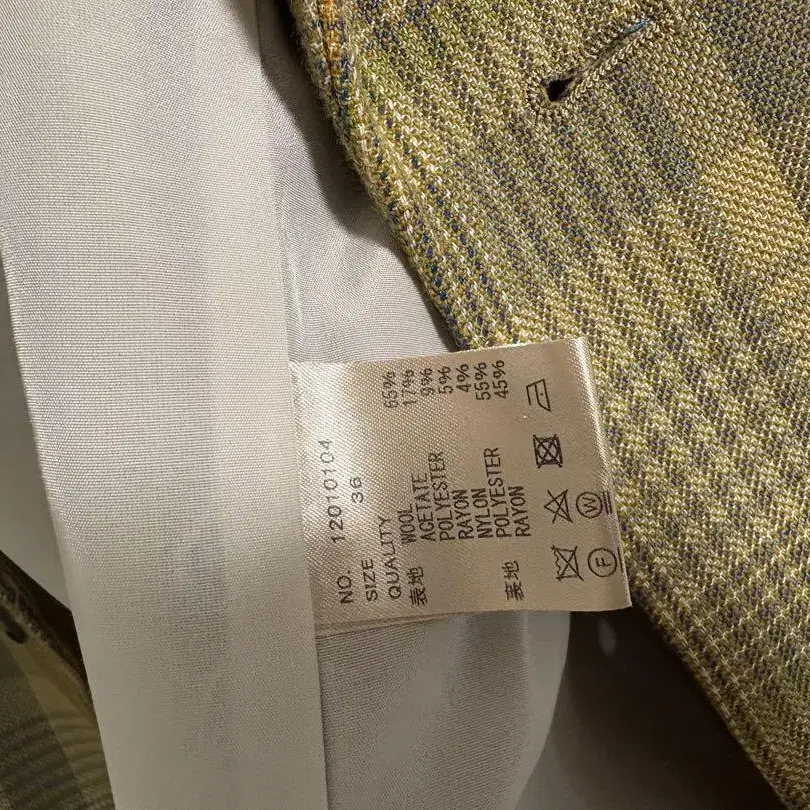 NO. 12010104
SIZE 36
QUALITY
表地 WOOL 65%
ACETATE 17%
POLYESTER 9%
RAYON 5%
NYLON 4%
裏地 POLYESTER 55%
RAYON 45%
W
F